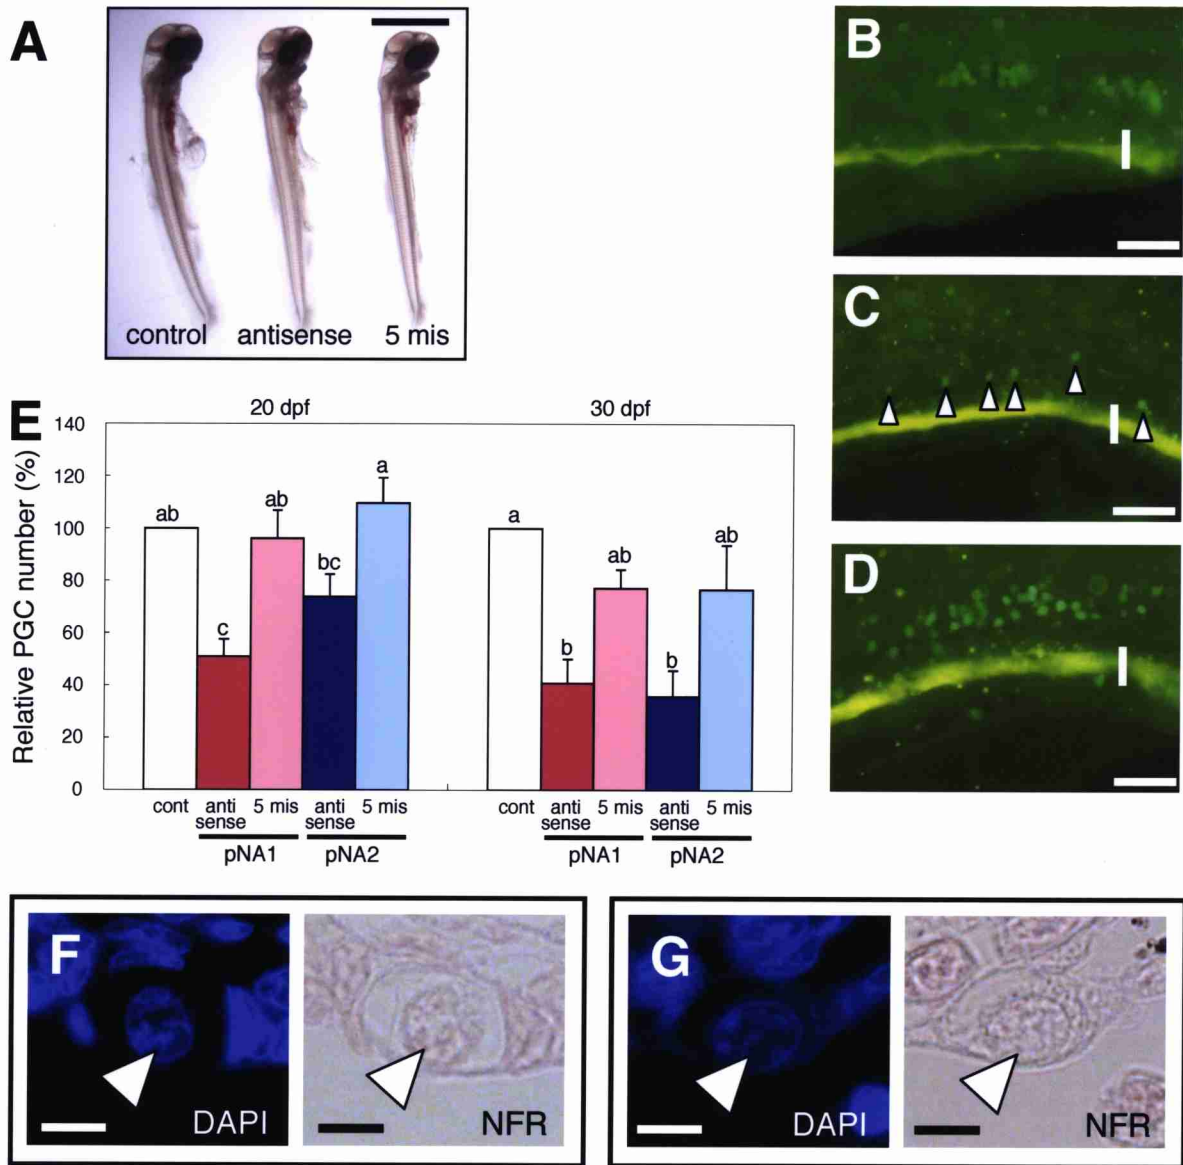 A
control antisense 5 mis
B
C
D
E
20 dpf 30 dpf
Relative PGC number (%)
140
120
100
80
60
40
20
0
ab c ab bc a
a b ab b ab
cont anti sense 5 mis anti sense 5 mis
pNA1 pNA2
cont anti sense 5 mis anti sense 5 mis
pNA1 pNA2
F DAPI NFR
G DAPI NFR